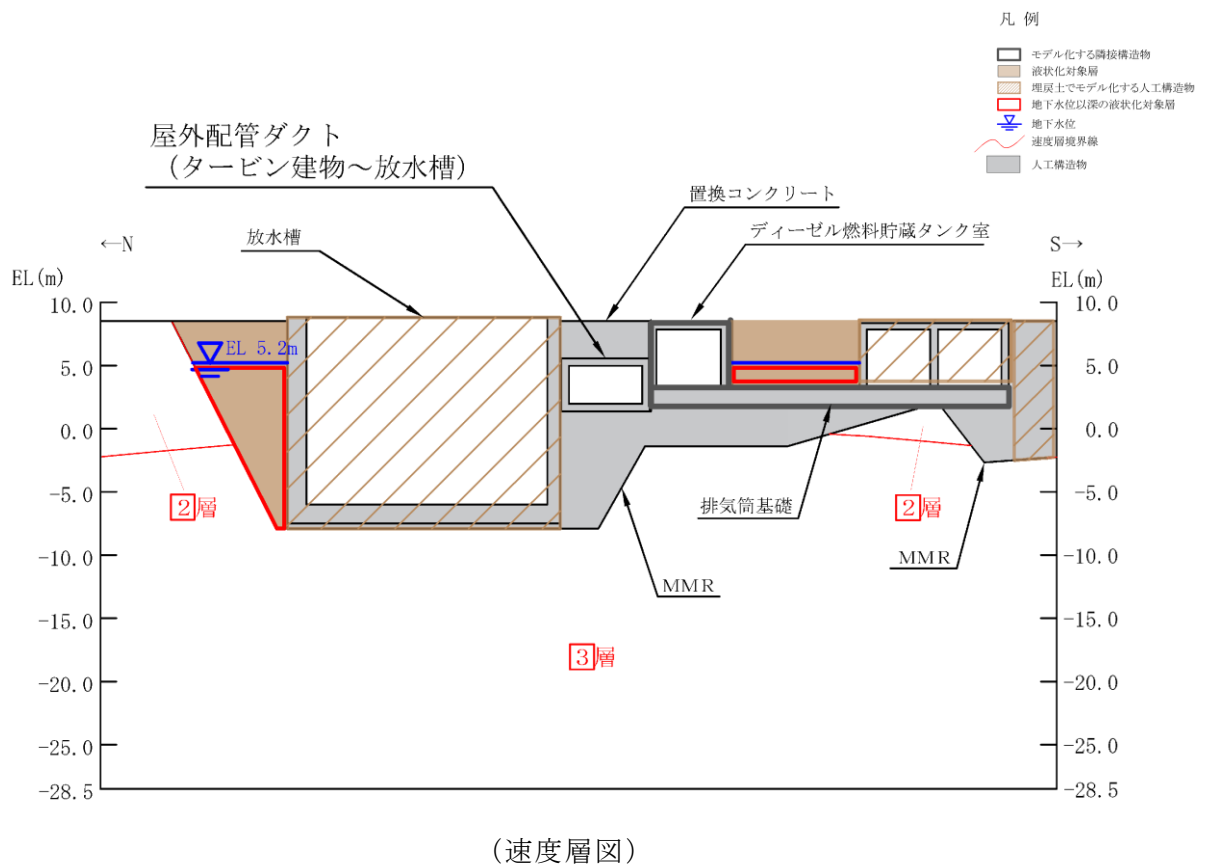 凡 例
モデル化する隣接構造物
液状化対象層
埋戻土でモデル化する人工構造物
地下水位以深の液状化対象層
地下水位
速度層境界線
人工構造物
屋外配管ダクト
（タービン建物～放水槽）
置換コンクリート
ディーゼル燃料貯蔵タンク室
放水槽
←N
S→
EL(m)
EL(m)
10.0
10.0
EL 5.2m
5.0
5.0
0.0
0.0
-5.0
-5.0
2層
排気筒基礎
2層
-10.0
-10.0
MMR
MMR
-15.0
-15.0
3層
-20.0
-20.0
-25.0
-25.0
-28.5
-28.5
(速度層図)